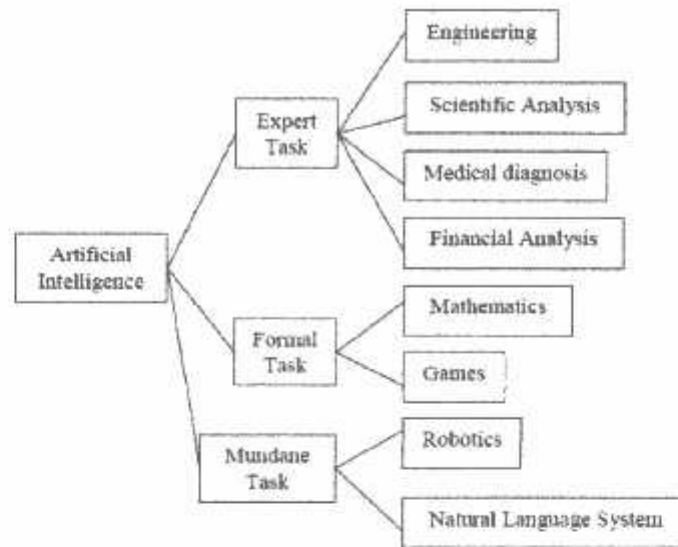 Engineering
Scientific Analysis
Expert
Task
Medical diagnosis
Financial Analysis
Artificial
Intelligence
Mathematics
Formal
Task
Games
Robotics
Mundane
Task
Natural Language System